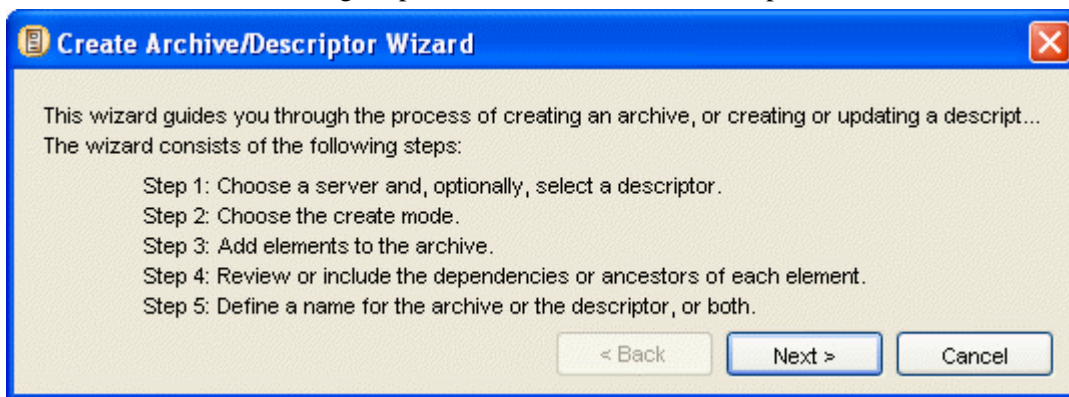 Create Archive/Descriptor Wizard
This wizard guides you through the process of creating an archive, or creating or updating a descript...
The wizard consists of the following steps:
Step 1: Choose a server and, optionally, select a descriptor.
Step 2: Choose the create mode.
Step 3: Add elements to the archive.
Step 4: Review or include the dependencies or ancestors of each element.
Step 5: Define a name for the archive or the descriptor, or both.
< Back Next > Cancel